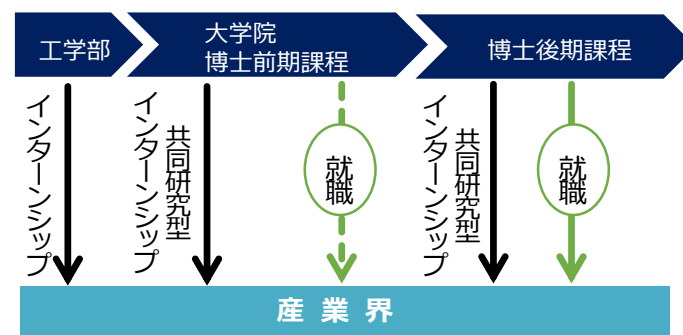 工学部
大学院
博士前期課程
博士後期課程
インターンシップ
共同研究型
インターンシップ
就職
共同研究型
インターンシップ
就職
産業界